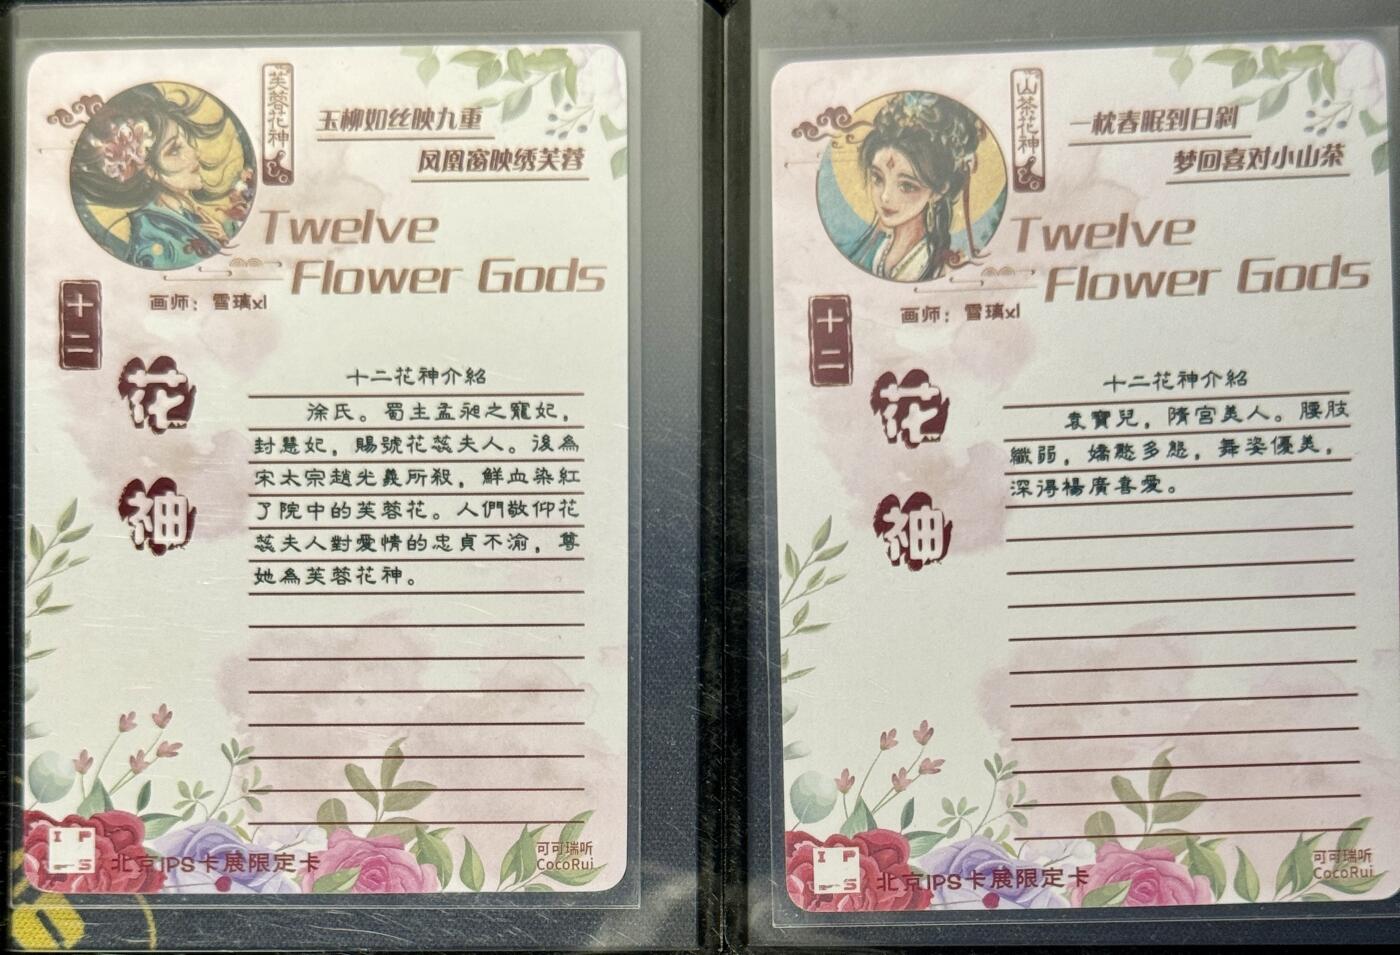 芙蓉花神
玉柳如丝映九重
凤凰窗映绣芙蓉
Twelve
Flower Gods
画师：雪璃xl
十二
花神
十二花神介紹
徐氏。蜀主孟昶之寵妃，
封慧妃，賜號花蕊夫人。後為
宋太宗趙光義所殺，鮮血染紅
了院中的芙蓉花。人們敬仰花
蕊夫人對愛情的忠貞不渝，尊
她為芙蓉花神。
IPS
北京IPS卡展限定卡
可可瑞听
CocoRui
山茶花神
一枕春眠到日斜
梦回喜对小山茶
Twelve
Flower Gods
画师：雪璃xl
十二
花神
十二花神介紹
袁寶兒，隋宮美人。腰肢
纖弱，嬌憨多態，舞姿優美，
深得楊廣喜愛。
IPS
北京IPS卡展限定卡
可可瑞听
CocoRui